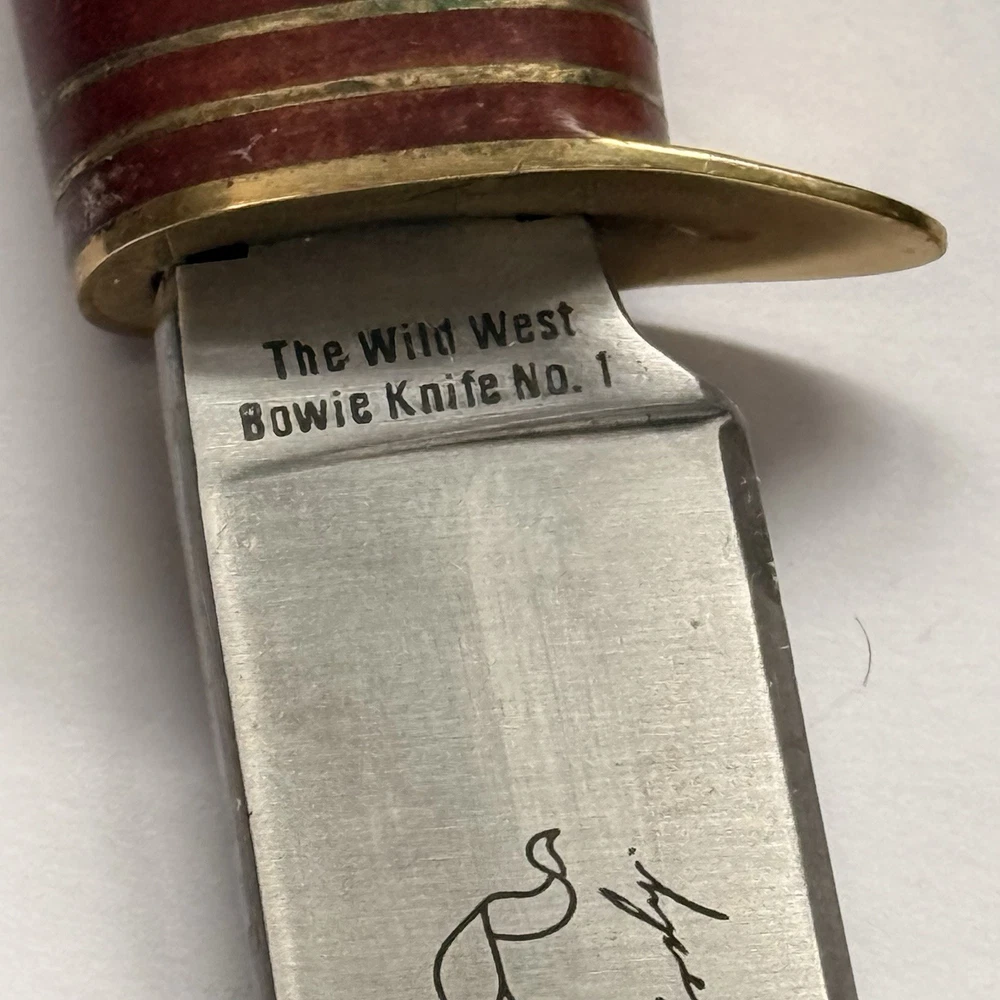 The Wild West
Bowie Knife No. 1